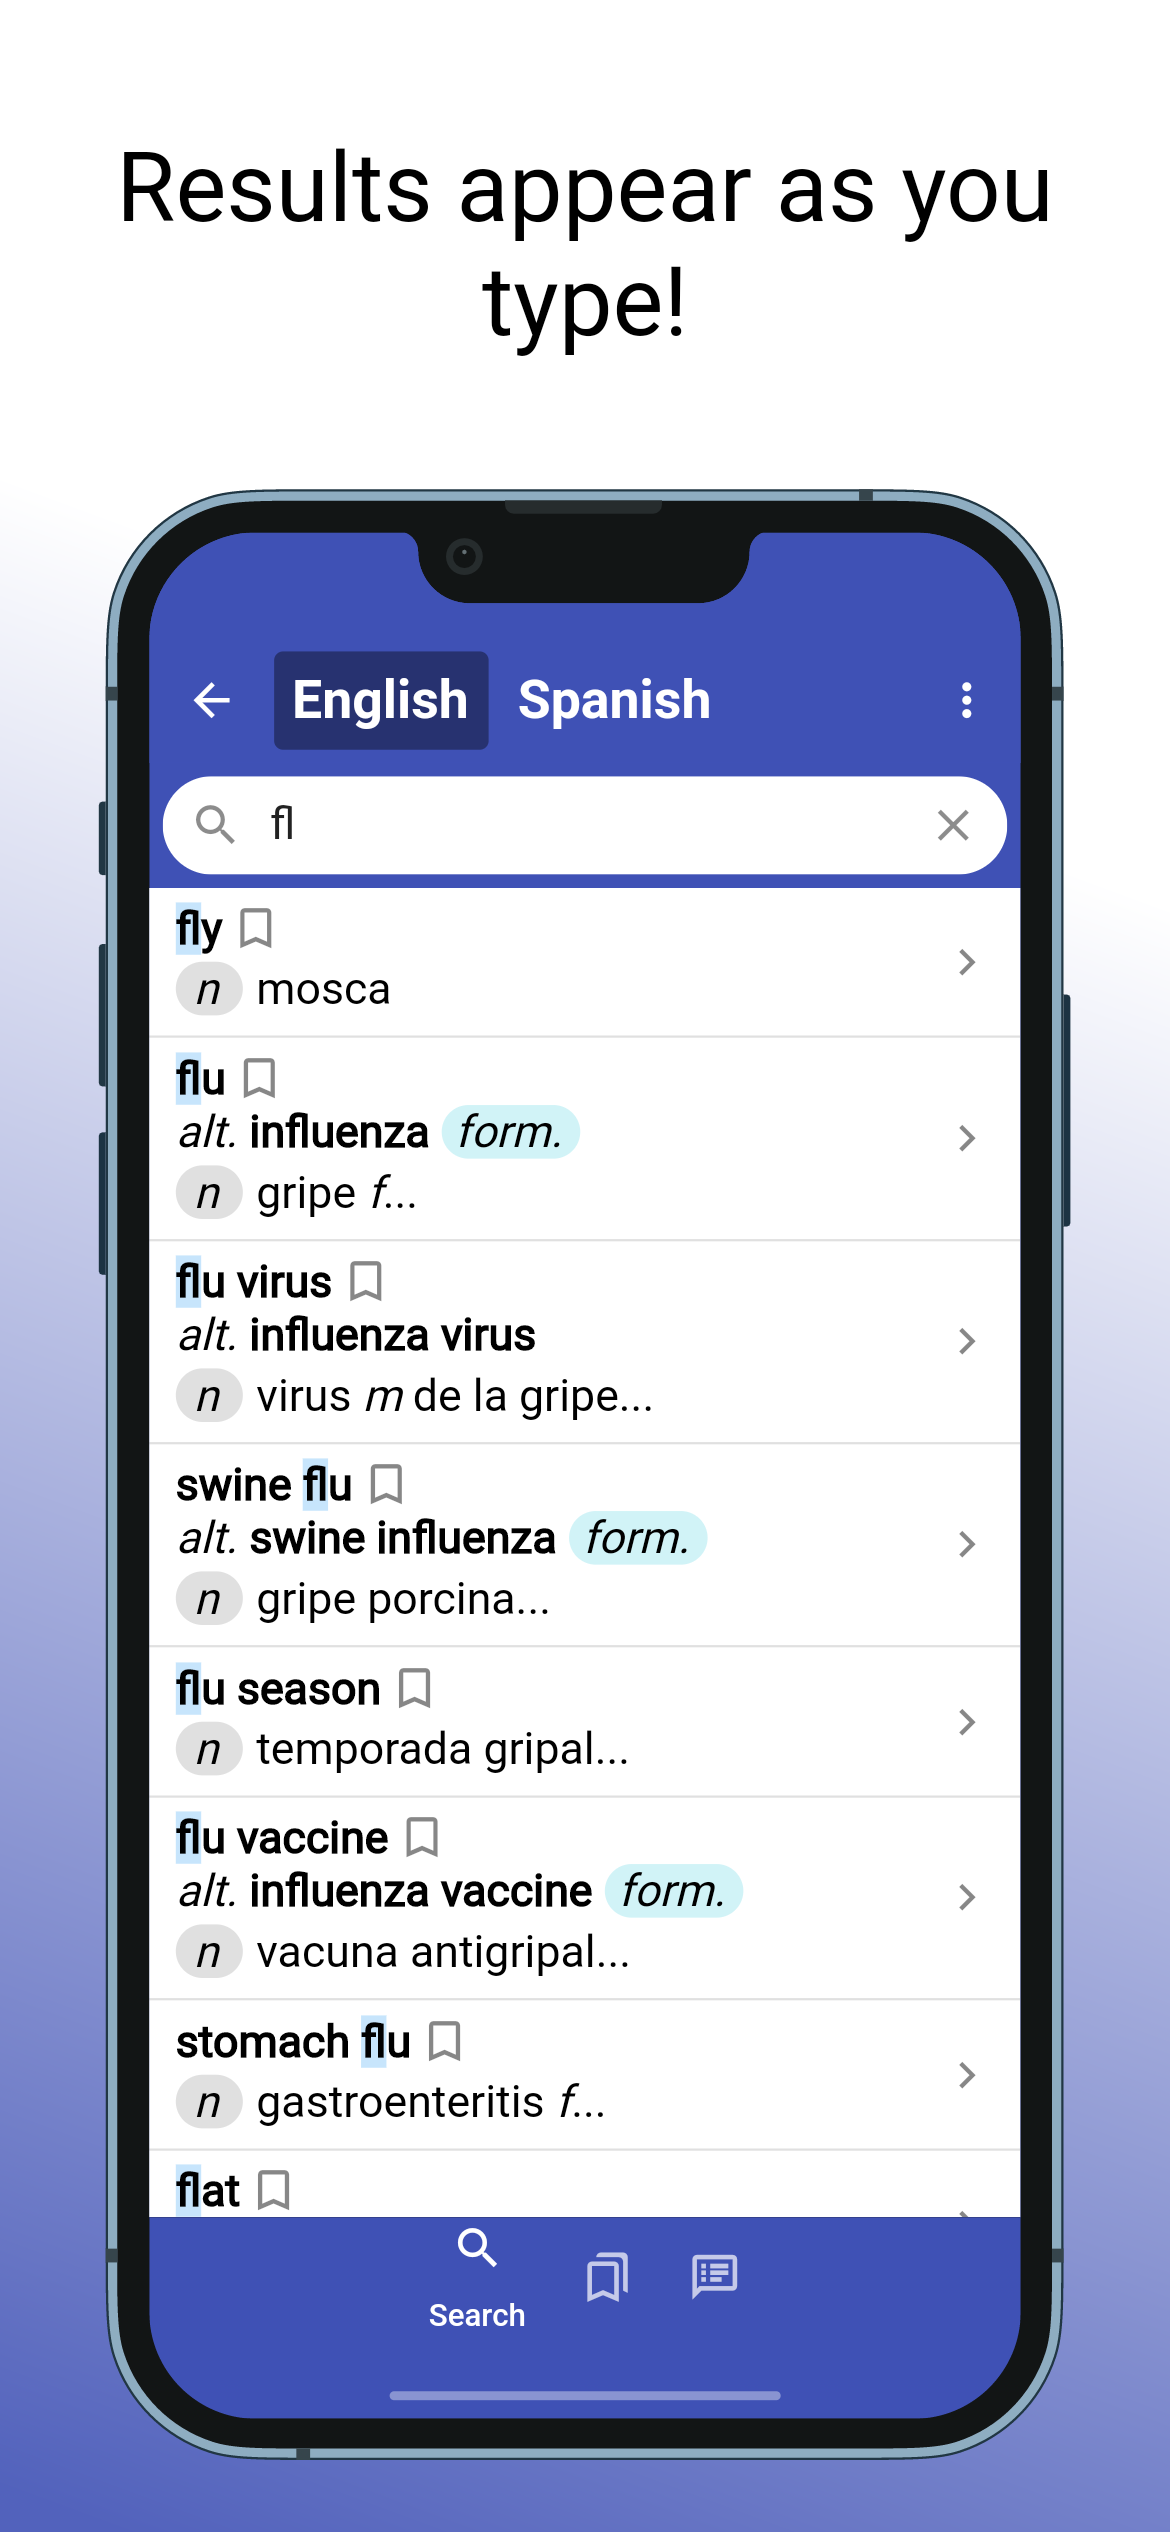 Results appear as you
type!
English Spanish
fl
fly
n mosca
flu
alt. influenza form.
n gripe f...
flu virus
alt. influenza virus
n virus m de la gripe...
swine flu
alt. swine influenza form.
n gripe porcina...
flu season
n temporada gripal...
flu vaccine
alt. influenza vaccine form.
n vacuna antigripal...
stomach flu
n gastroenteritis f...
flat
Search